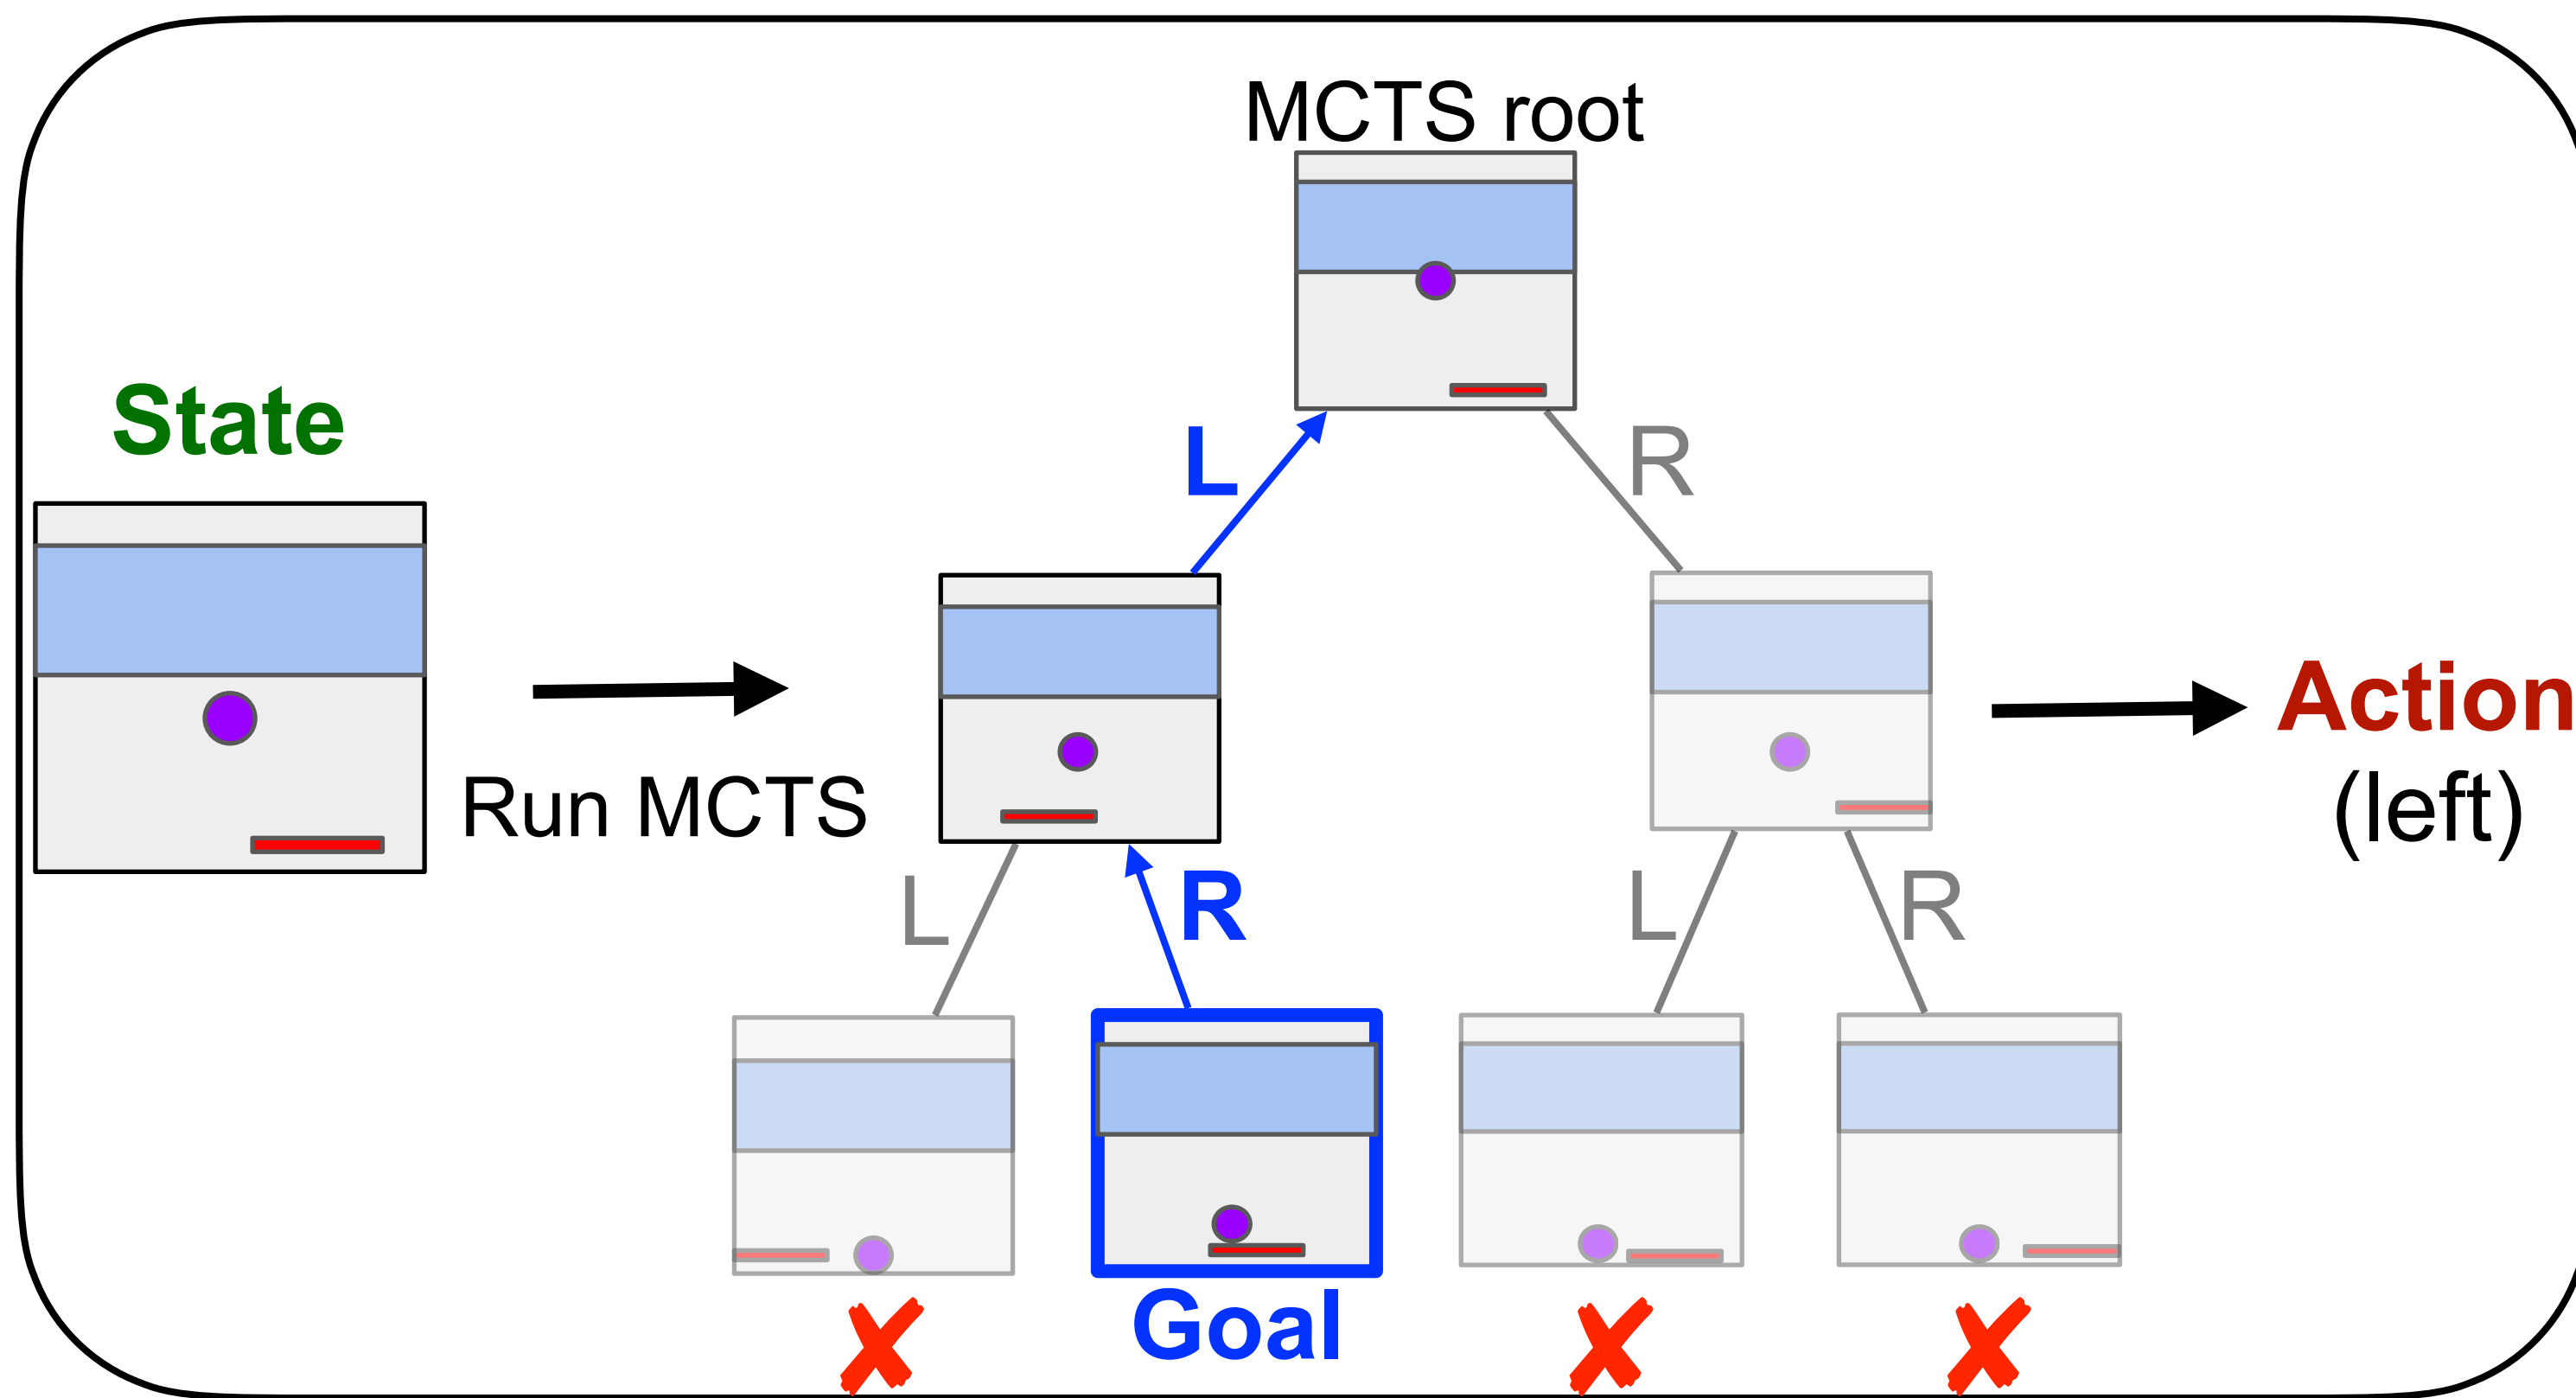 MCTS root
State
L
R
Run MCTS
Action
(left)
L
R
L
R
Goal